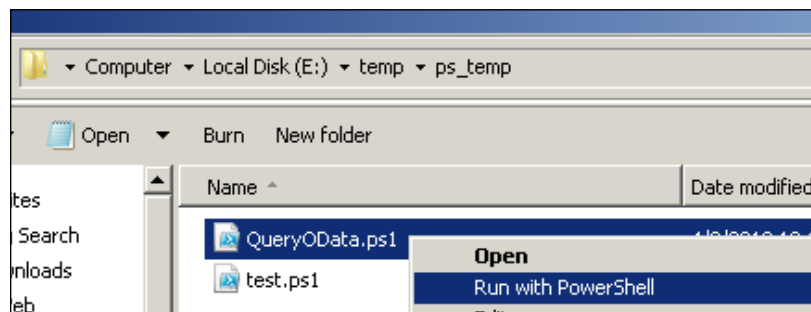 Computer Local Disk (E:) temp ps_temp
Open Burn New folder
Name Date modified
Search
QueryOData.ps1
Open
test.ps1
Run with PowerShell